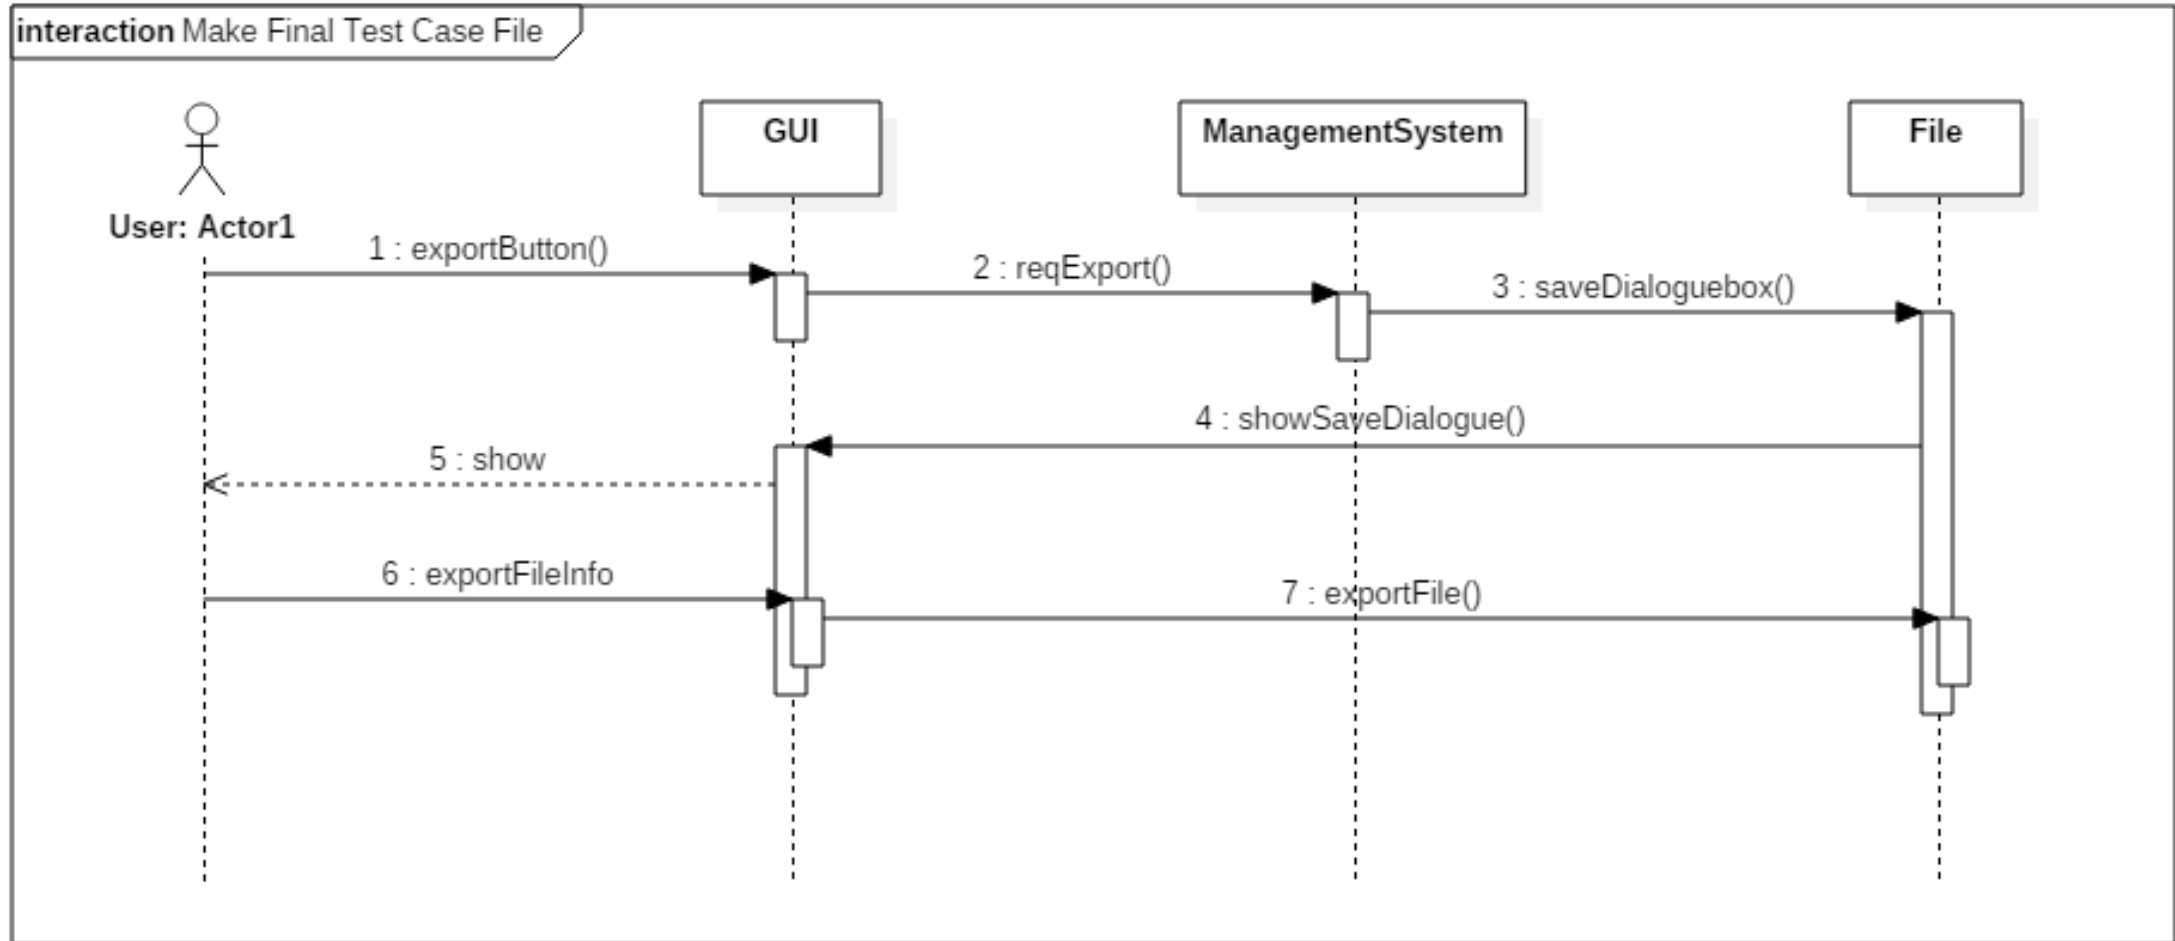 interaction Make Final Test Case File
GUI
ManagementSystem
File
User: Actor1
1 : exportButton()
2 : reqExport()
3 : saveDialoguebox()
4 : showSaveDialogue()
5 : show
6 : exportFileInfo
7 : exportFile()